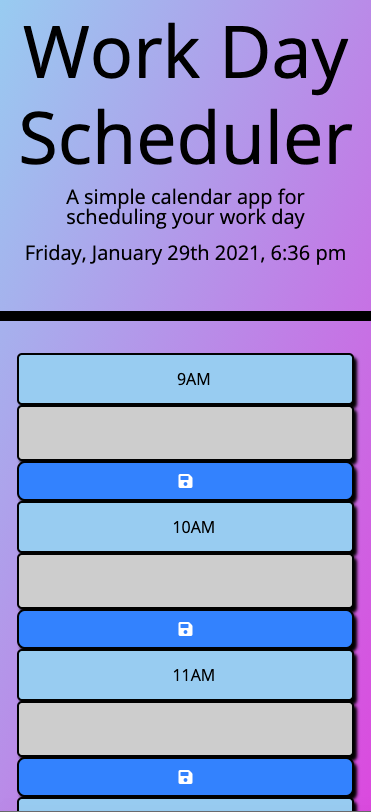 Work Day
Scheduler
A simple calendar app for
scheduling your work day
Friday, January 29th 2021, 6:36 pm
9AM
10AM
11AM